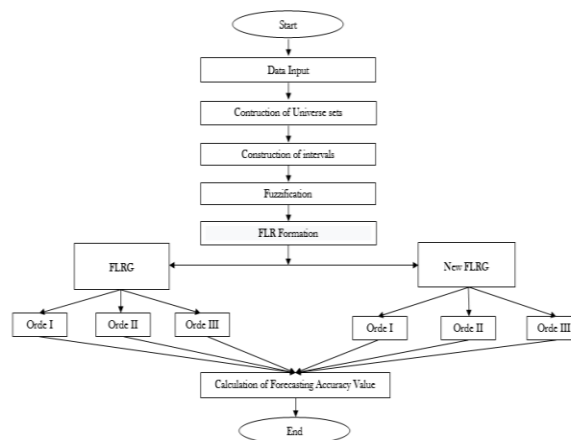 Start
Data Input
Contruction of Universe sets
Construction of intervals
Fuzzification
FLR Formation
FLRG
New FLRG
Orde I
Orde II
Orde III
Orde I
Orde II
Orde III
Calculation of Forecasting Accuracy Value
End